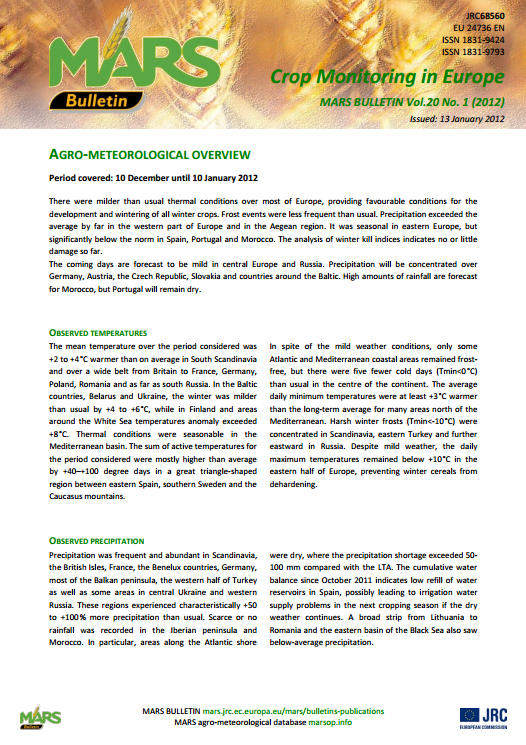 JRC68560
EU 24736 EN
ISSN 1831-9424
ISSN 1831-9793
MARS
Bulletin
Crop Monitoring in Europe
MARS BULLETIN Vol.20 No. 1 (2012)
Issued: 13 January 2012
AGRO-METEOROLOGICAL OVERVIEW
Period covered: 10 December until 10 January 2012
There were milder than usual thermal conditions over most of Europe, providing favourable conditions for the
development and wintering of all winter crops. Frost events were less frequent than usual. Precipitation exceeded the
average by far in the western part of Europe and in the Aegean region. It was seasonal in eastern Europe, but
significantly below the norm in Spain, Portugal and Morocco. The analysis of winter kill indices indicates no or little
damage so far.
The coming days are forecast to be mild in central Europe and Russia. Precipitation will be concentrated over
Germany, Austria, the Czech Republic, Slovakia and countries around the Baltic. High amounts of rainfall are forecast
for Morocco, but Portugal will remain dry.
OBSERVED TEMPERATURES
The mean temperature over the period considered was
+2 to +4°C warmer than on average in South Scandinavia
and over a wide belt from Britain to France, Germany,
Poland, Romania and as far as south Russia. In the Baltic
countries, Belarus and Ukraine, the winter was milder
than usual by +4 to +6°C, while in Finland and areas
around the White Sea temperatures anomaly exceeded
+8°C. Thermal conditions were seasonable in the
Mediterranean basin. The sum of active temperatures for
the period considered were mostly higher than average
by +40–+100 degree days in a great triangle-shaped
region between eastern Spain, southern Sweden and the
Caucasus mountains.
In spite of the mild weather conditions, only some
Atlantic and Mediterranean coastal areas remained frost-
free, but there were five fewer cold days (Tmin<0°C)
than usual in the centre of the continent. The average
daily minimum temperatures were at least +3°C warmer
than the long-term average for many areas north of the
Mediterranean. Harsh winter frosts (Tmin<-10°C) were
concentrated in Scandinavia, eastern Turkey and further
eastward in Russia. Despite mild weather, the daily
maximum temperatures remained below +10°C in the
eastern half of Europe, preventing winter cereals from
dehardening.
OBSERVED PRECIPITATION
Precipitation was frequent and abundant in Scandinavia,
the British Isles, France, the Benelux countries, Germany,
most of the Balkan peninsula, the western half of Turkey
as well as some areas in central Ukraine and western
Russia. These regions experienced characteristically +50
to +100% more precipitation than usual. Scarce or no
rainfall was recorded in the Iberian peninsula and
Morocco. In particular, areas along the Atlantic shore
were dry, where the precipitation shortage exceeded 50-
100 mm compared with the LTA. The cumulative water
balance since October 2011 indicates low refill of water
reservoirs in Spain, possibly leading to irrigation water
supply problems in the next cropping season if the dry
weather continues. A broad strip from Lithuania to
Romania and the eastern basin of the Black Sea also saw
below-average precipitation.
MARS
Bulletin
MARS BULLETIN mars.jrc.ec.europa.eu/mars/bulletins-publications
MARS agro-meteorological database marsop.info
JRC
EUROPEAN COMMISSION